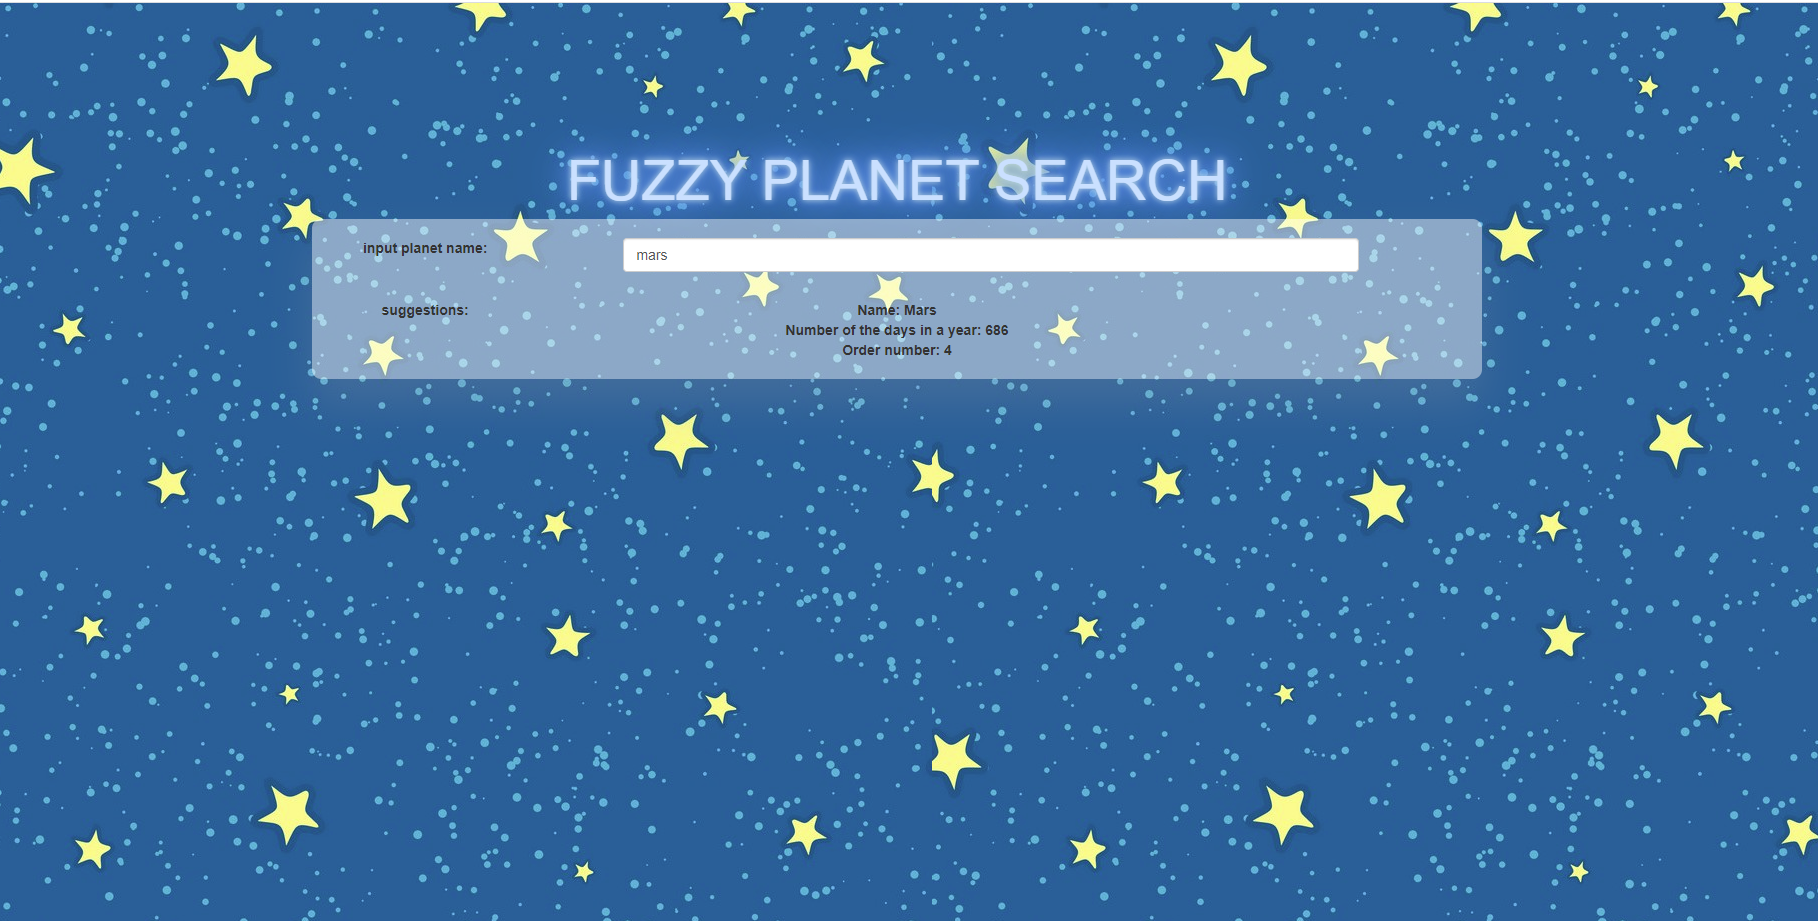 FUZZY PLANET SEARCH
input planet name:
mars
suggestions:
Name: Mars
Number of the days in a year: 686
Order number: 4